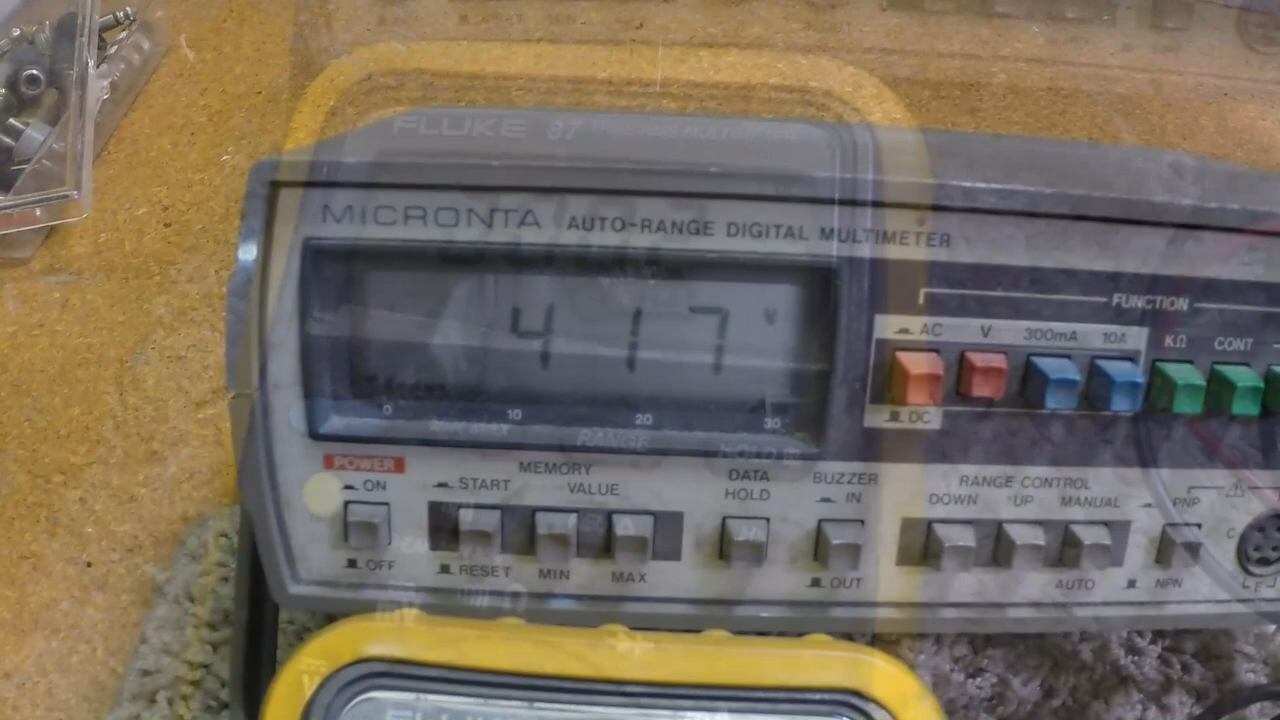 FLUKE 87
MICRONTA AUTO-RANGE DIGITAL MULTIMETER
417 V
FUNCTION
AC V 300mA 10A KΩ CONT
DC
0 10 20 30
RANGE HOLD
POWER
ON
OFF
MEMORY
START VALUE
RESET MIN MAX
DATA
HOLD
BUZZER
IN
OUT
RANGE CONTROL
DOWN UP MANUAL
AUTO
PNP
NPN
C
E
FLUKE